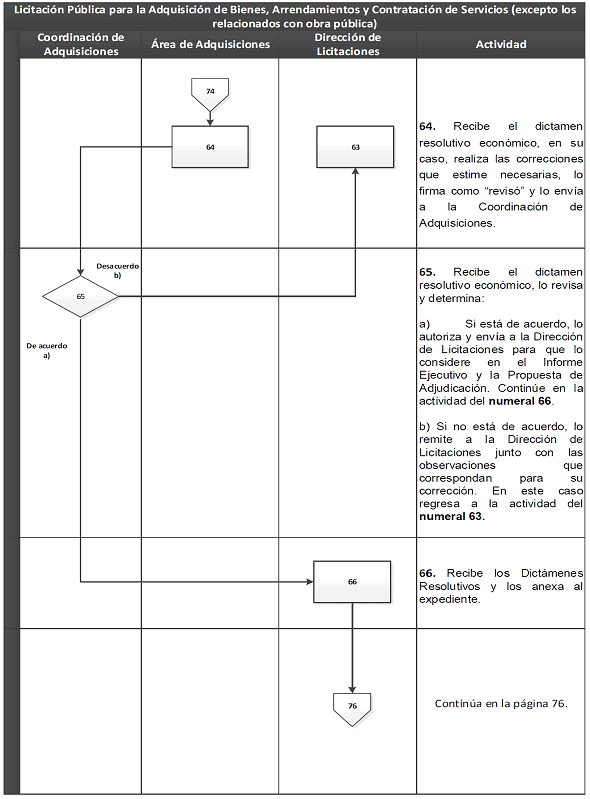 Licitación Pública para la Adquisición de Bienes, Arrendamientos y Contratación de Servicios (excepto los
relacionados con obra pública)
Coordinación de
Adquisiciones
Área de Adquisiciones
Dirección de
Licitaciones
Actividad
74
64
63
64. Recibe el dictamen
resolutivo económico, en su
caso, realiza las correcciones
que estime necesarias, lo
firma como “revisó” y lo envía
a la Coordinación de
Adquisiciones.
Desacuerdo
b)
65
De acuerdo
a)
65. Recibe el dictamen
resolutivo económico, lo revisa
y determina:
a) Si está de acuerdo, lo
autoriza y envía a la Dirección
de Licitaciones para que lo
considere en el Informe
Ejecutivo y la Propuesta de
Adjudicación. Continúe en la
actividad del numeral 66.
b) Si no está de acuerdo, lo
remite a la Dirección de
Licitaciones junto con las
observaciones que
correspondan para su
corrección. En este caso
regresa a la actividad del
numeral 63.
66
66. Recibe los Dictámenes
Resolutivos y los anexa al
expediente.
76
Continúa en la página 76.